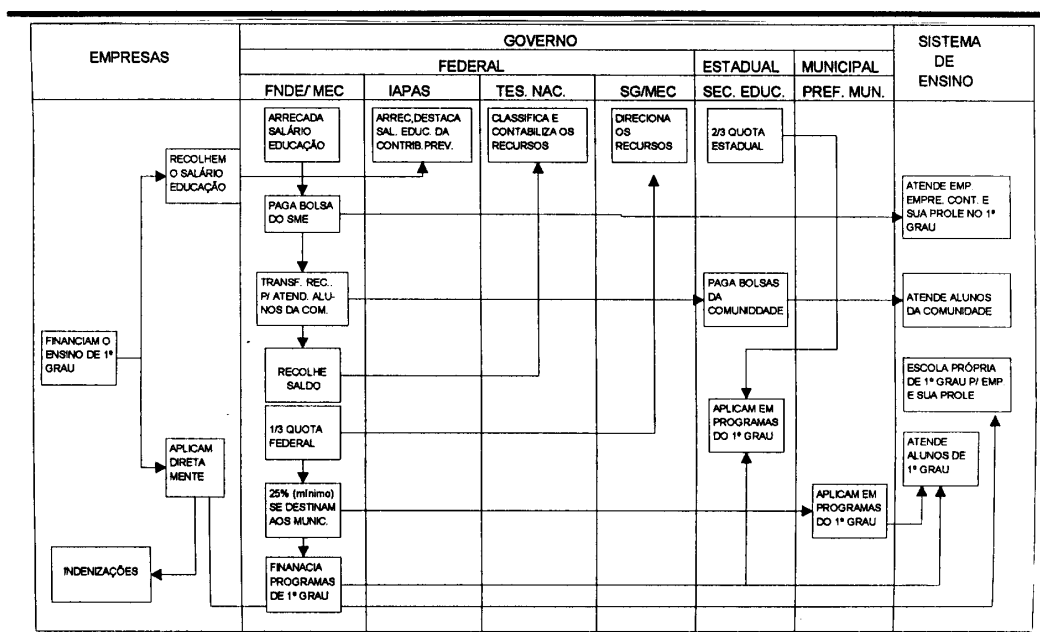 EMPRESAS
GOVERNO
SISTEMA
DE
ENSINO
FEDERAL
ESTADUAL
MUNICIPAL
FNDE/ MEC
IAPAS
TES. NAC.
SG/MEC
SEC. EDUC.
PREF. MUN.
ARRECADA
SALÁRIO
EDUCAÇÃO
ARREC,DESTACA
SAL. EDUC. DA
CONTRIB.PREV.
CLASSIFICA E
CONTABILIZA OS
RECURSOS
DIRECIONA
OS
RECURSOS
2/3 QUOTA
ESTADUAL
RECOLHEM
O SALÁRIO
EDUCAÇÃO
PAGA BOLSA
DO SME
ATENDE EMP.
EMPRE. CONT. E
SUA PROLE NO 1º
GRAU
TRANSF. REC..
P/ ATEND. ALU-
NOS DA COM.
PAGA BOLSAS
DA
COMUNIDDADE
ATENDE ALUNOS
DA COMUNIDADE
FINANCIAM O
ENSINO DE 1º
GRAU
RECOLHE
SALDO
ESCOLA PRÓPRIA
DE 1º GRAU P/ EMP
E SUA PROLE
APLICAM EM
PROGRAMAS
DO 1º GRAU
1/3 QUOTA
FEDERAL
APLICAM
DIRETA
MENTE
ATENDE
ALUNOS DE
1º GRAU
25% (mínimo)
SE DESTINAM
AOS MUNIC.
APLICAM EM
PROGRAMAS
DO 1º GRAU
INDENIZAÇÕES
FINANACIA
PROGRAMAS
DE 1º GRAU